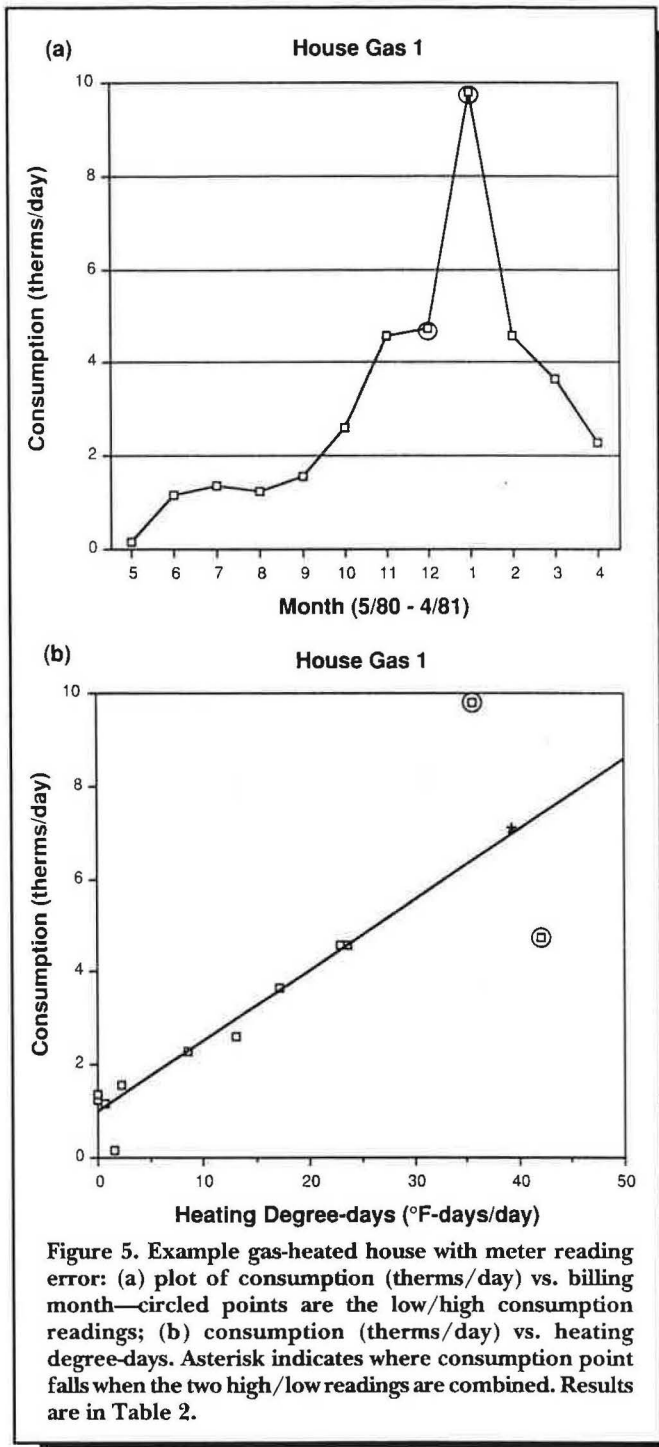 (a)
House Gas 1
Consumption (therms/day)
10
8
6
4
2
0
5 6 7 8 9 10 11 12 1 2 3 4
Month (5/80 - 4/81)
(b)
House Gas 1
Consumption (therms/day)
10
8
6
4
2
0
0 10 20 30 40 50
Heating Degree-days (°F-days/day)
Figure 5. Example gas-heated house with meter reading
error: (a) plot of consumption (therms/day) vs. billing
month—circled points are the low/high consumption
readings; (b) consumption (therms/day) vs. heating
degree-days. Asterisk indicates where consumption point
falls when the two high/low readings are combined. Results
are in Table 2.